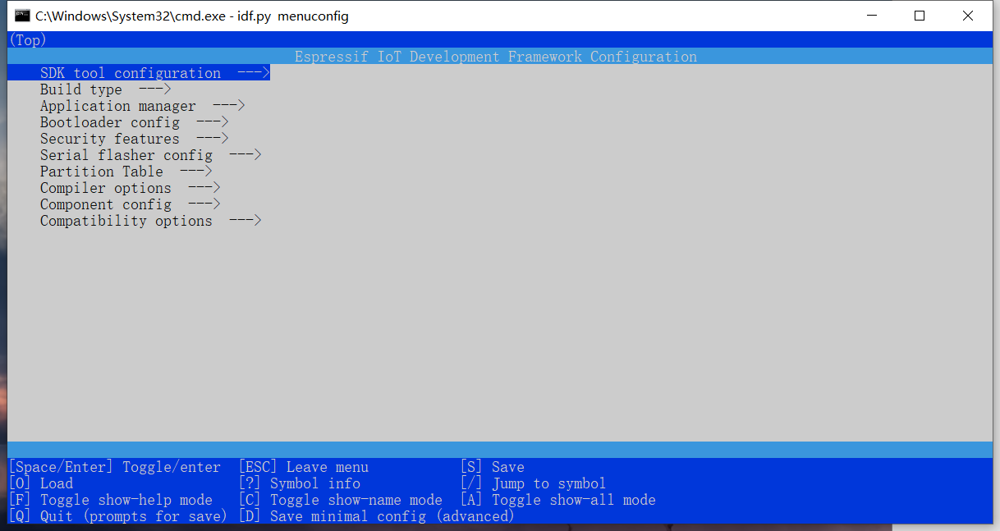 C:\Windows\System32\cmd.exe - idf.py menuconfig
(Top)
Espressif IoT Development Framework Configuration
SDK tool configuration --->
Build type --->
Application manager --->
Bootloader config --->
Security features --->
Serial flasher config --->
Partition Table --->
Compiler options --->
Component config --->
Compatibility options --->
[Space/Enter] Toggle/enter [ESC] Leave menu [S] Save
[O] Load [?] Symbol info [/] Jump to symbol
[F] Toggle show-help mode [C] Toggle show-name mode [A] Toggle show-all mode
[Q] Quit (prompts for save) [D] Save minimal config (advanced)